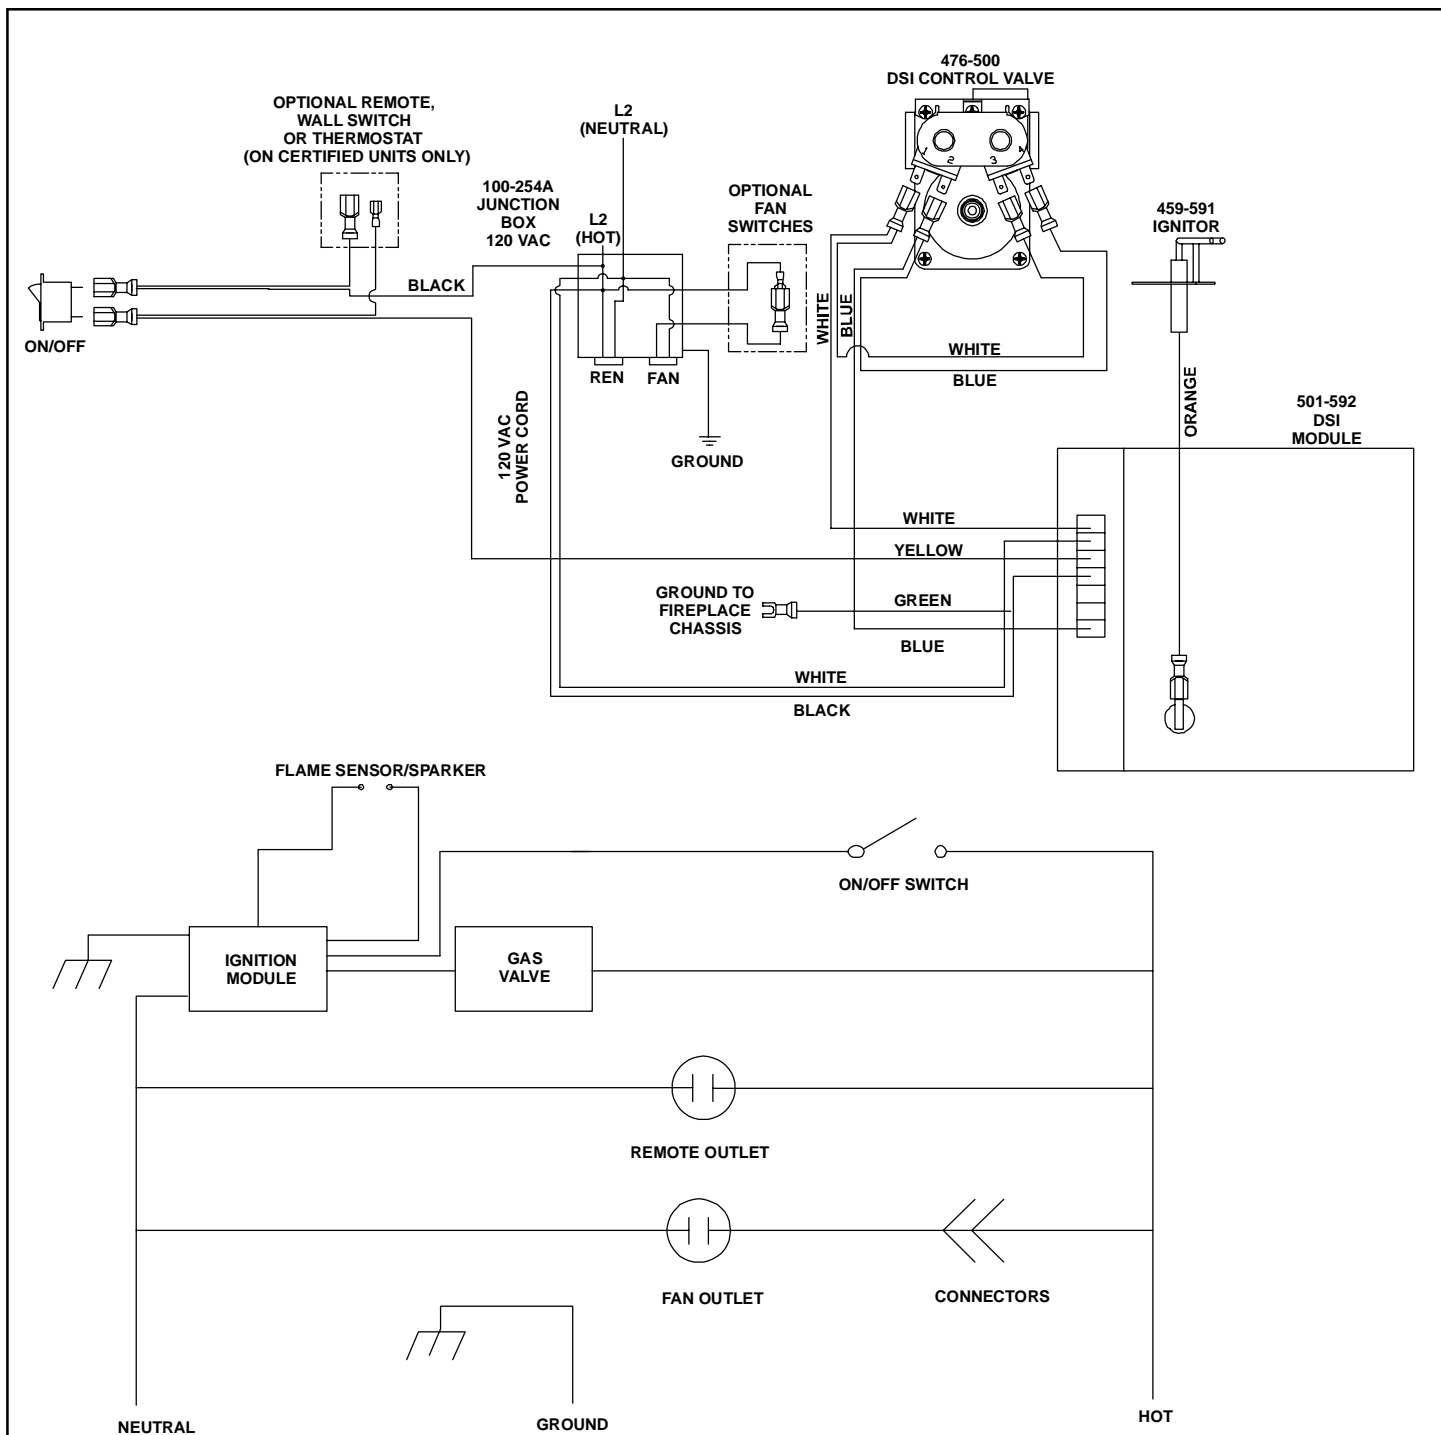 476-500
DSI CONTROL VALVE
OPTIONAL REMOTE,
WALL SWITCH
OR THERMOSTAT
(ON CERTIFIED UNITS ONLY)
L2
(NEUTRAL)
100-254A
JUNCTION
BOX
120 VAC
L2
(HOT)
OPTIONAL
FAN
SWITCHES
1
2
3
4
459-591
IGNITOR
BLACK
ON/OFF
REN
FAN
WHITE
BLUE
WHITE
BLUE
ORANGE
120 VAC
POWER CORD
GROUND
501-592
DSI
MODULE
WHITE
YELLOW
GROUND TO
FIREPLACE
CHASSIS
GREEN
BLUE
WHITE
BLACK
FLAME SENSOR/SPARKER
ON/OFF SWITCH
IGNITION
MODULE
GAS
VALVE
REMOTE OUTLET
FAN OUTLET
CONNECTORS
NEUTRAL
GROUND
HOT